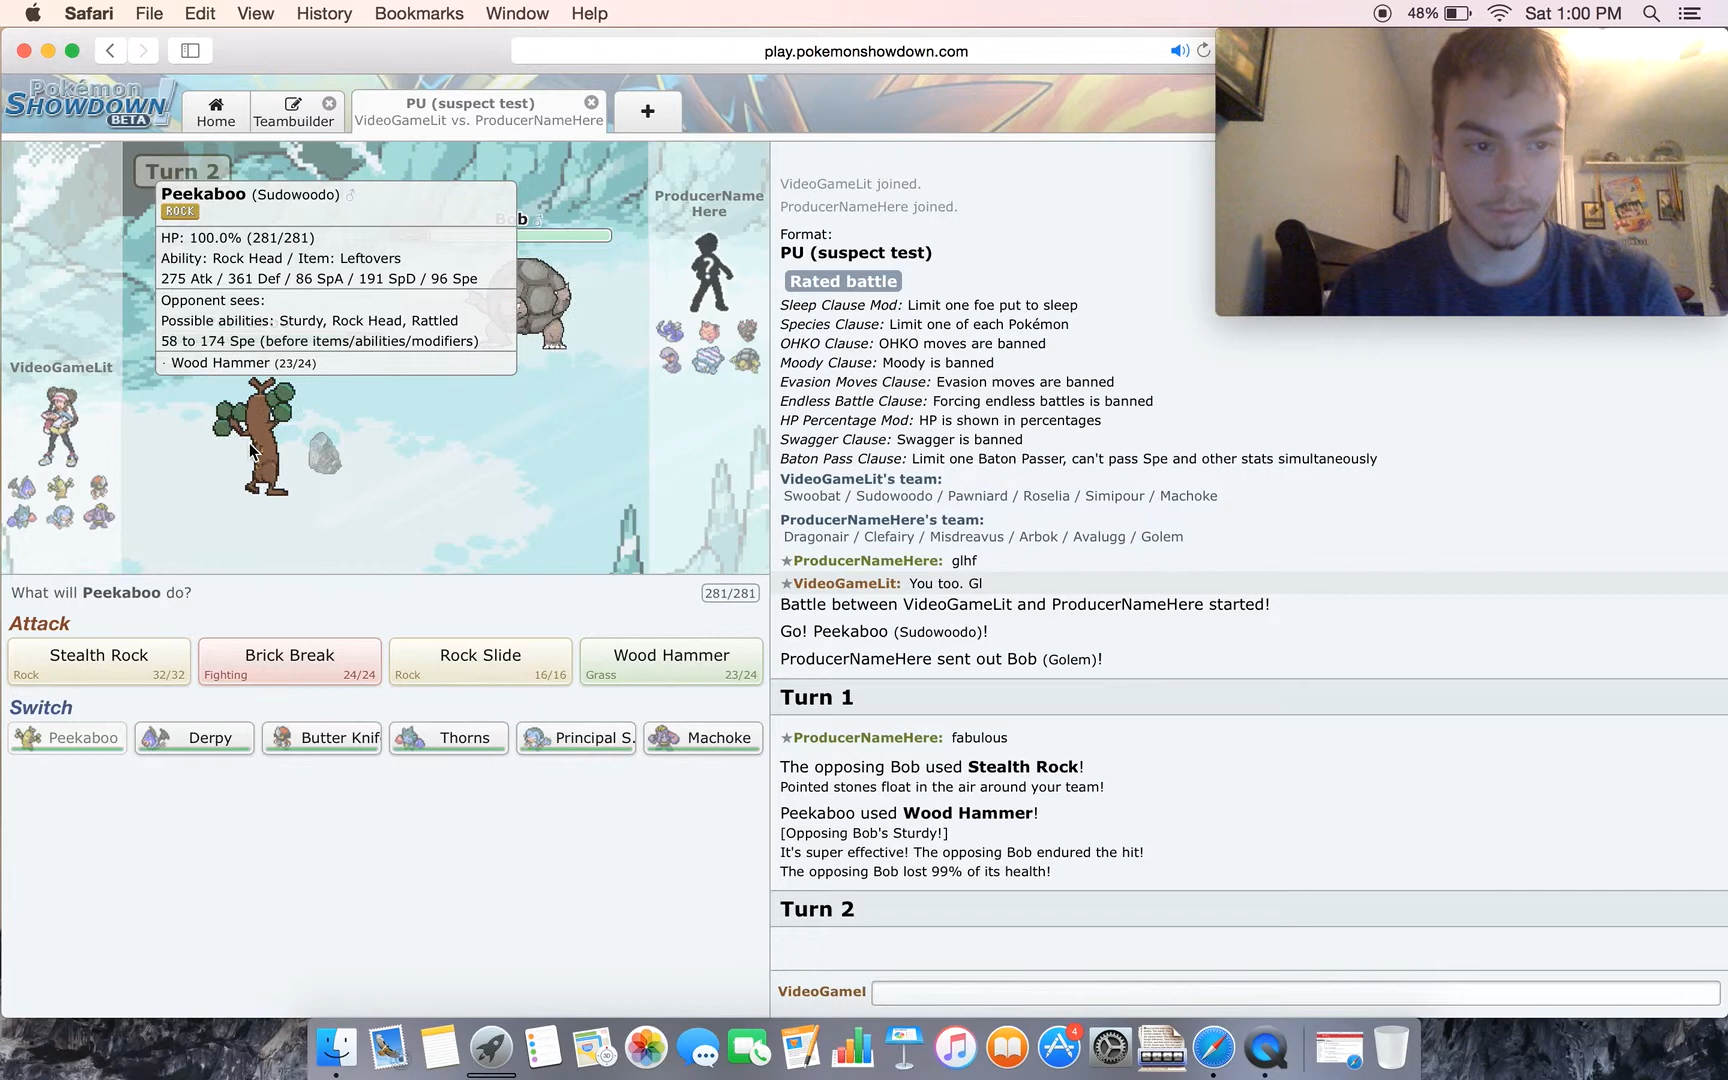 Safari File Edit View History Bookmarks Window Help 48% Sat 1:00 PM
play.pokemonshowdown.com
Pokémon
SHOWDOWN!
BETA
Home
Teambuilder
PU (suspect test)
VideoGameLit vs. ProducerNameHere
+
Turn 2
Peekaboo (Sudowoodo) ♂
ROCK
HP: 100.0% (281/281)
Ability: Rock Head / Item: Leftovers
275 Atk / 361 Def / 86 SpA / 191 SpD / 96 Spe
Opponent sees:
Possible abilities: Sturdy, Rock Head, Rattled
58 to 174 Spe (before items/abilities/modifiers)
· Wood Hammer (23/24)
ProducerName
Here
?
VideoGameLit
What will Peekaboo do? 281/281
Attack
Stealth Rock
Rock 32/32
Brick Break
Fighting 24/24
Rock Slide
Rock 16/16
Wood Hammer
Grass 23/24
Switch
Peekaboo Derpy Butter Knif Thorns Principal S. Machoke
VideoGameLit joined.
ProducerNameHere joined.
Format:
PU (suspect test)
Rated battle
Sleep Clause Mod: Limit one foe put to sleep
Species Clause: Limit one of each Pokémon
OHKO Clause: OHKO moves are banned
Moody Clause: Moody is banned
Evasion Moves Clause: Evasion moves are banned
Endless Battle Clause: Forcing endless battles is banned
HP Percentage Mod: HP is shown in percentages
Swagger Clause: Swagger is banned
Baton Pass Clause: Limit one Baton Passer, can't pass Spe and other stats simultaneously
VideoGameLit's team:
Swoobat / Sudowoodo / Pawniard / Roselia / Simipour / Machoke
ProducerNameHere's team:
Dragonair / Clefairy / Misdreavus / Arbok / Avalugg / Golem
★ProducerNameHere: glhf
★VideoGameLit: You too. Gl
Battle between VideoGameLit and ProducerNameHere started!
Go! Peekaboo (Sudowoodo)!
ProducerNameHere sent out Bob (Golem)!
Turn 1
★ProducerNameHere: fabulous
The opposing Bob used Stealth Rock!
Pointed stones float in the air around your team!
Peekaboo used Wood Hammer!
[Opposing Bob's Sturdy!]
It's super effective! The opposing Bob endured the hit!
The opposing Bob lost 99% of its health!
Turn 2
VideoGamel
4